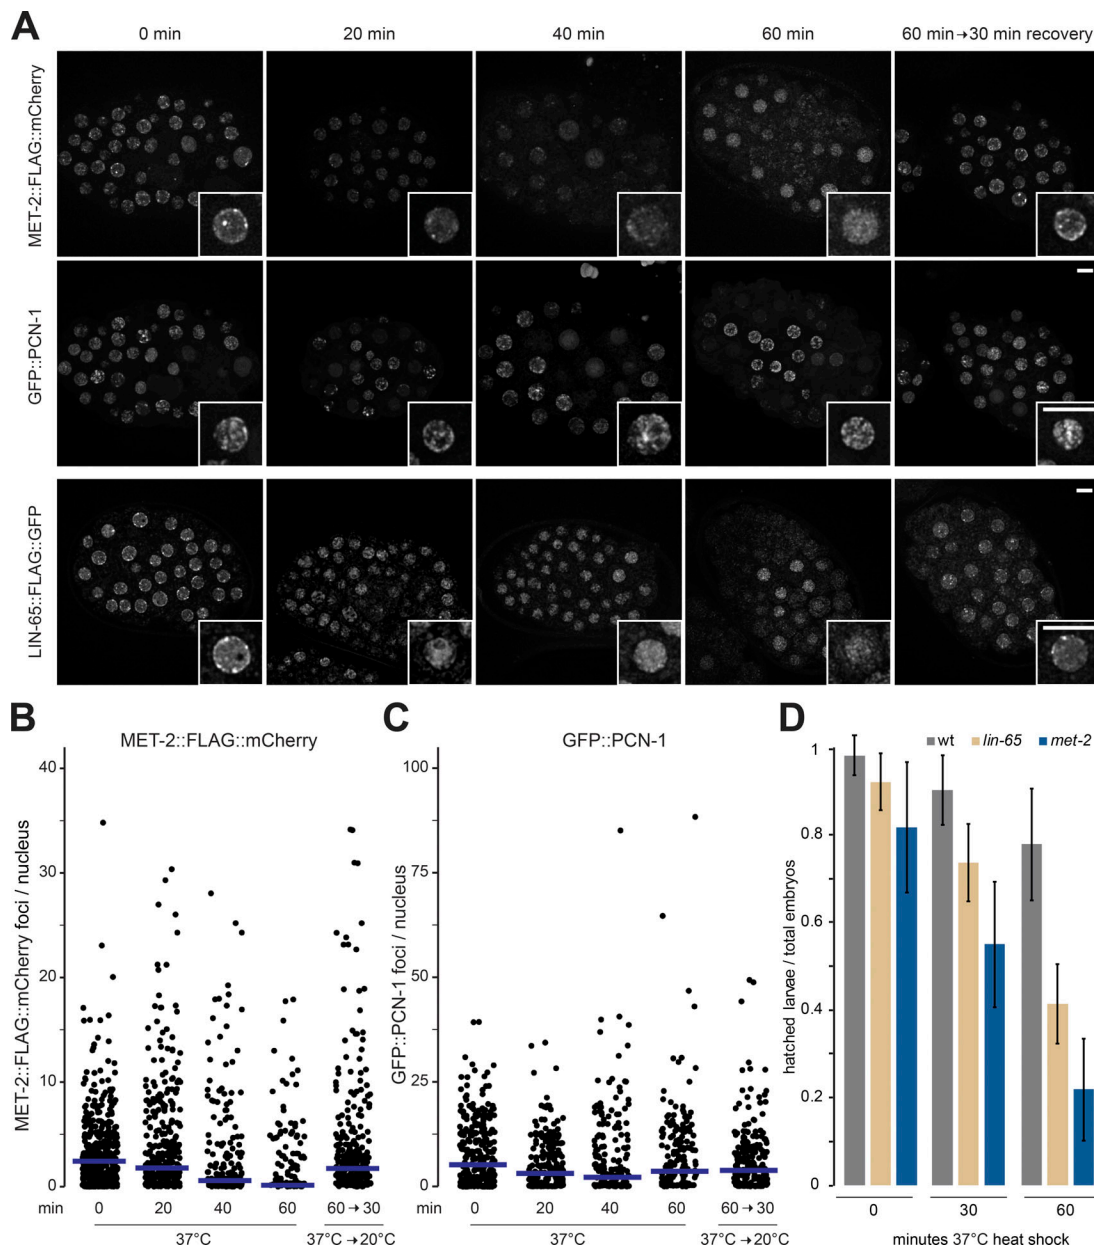 A
0 min 20 min 40 min 60 min 60 min→30 min recovery
MET-2::FLAG::mCherry
GFP::PCN-1
LIN-65::FLAG::GFP
B
MET-2::FLAG::mCherry
MET-2::FLAG::mCherry foci / nucleus
40
30
20
10
0
min 0 20 40 60 60→30
37°C 37°C→20°C
C
GFP::PCN-1
GFP::PCN-1 foci / nucleus
100
75
50
25
0
min 0 20 40 60 60→30
37°C 37°C→20°C
D
wt lin-65 met-2
hatched larvae / total embryos
1
0.8
0.6
0.4
0.2
0
0 30 60
minutes 37°C heat shock